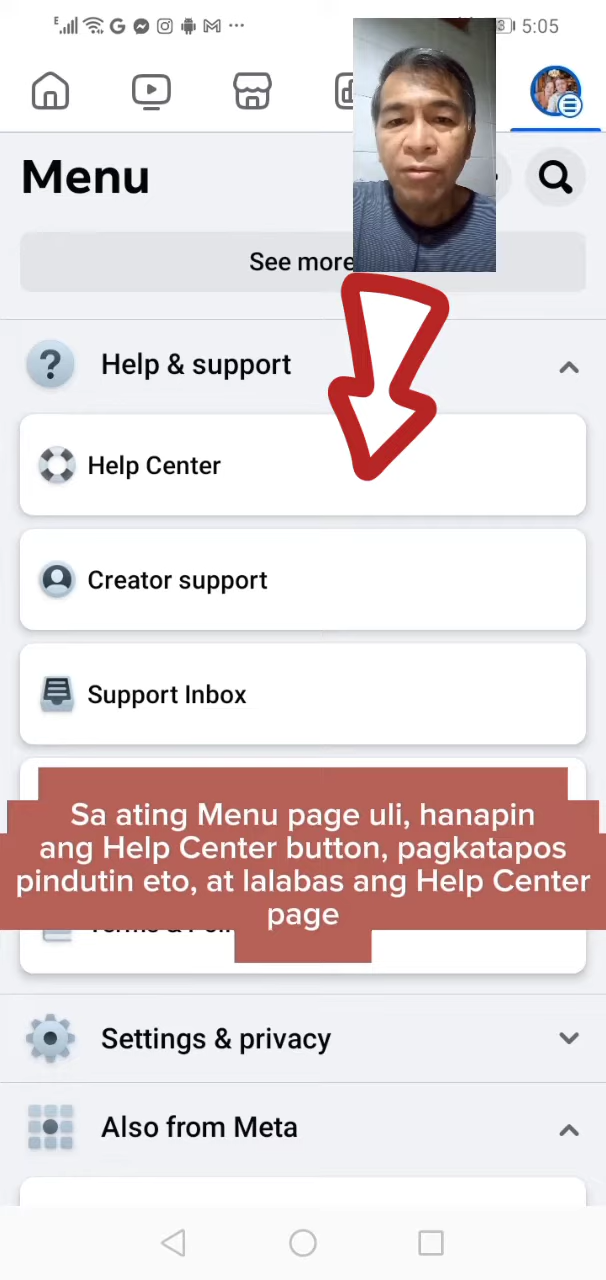 5:05
Menu
See more
Help & support
Help Center
Creator support
Support Inbox
Sa ating Menu page uli, hanapin
ang Help Center button, pagkatapos
pindutin eto, at lalabas ang Help Center
page
Settings & privacy
Also from Meta